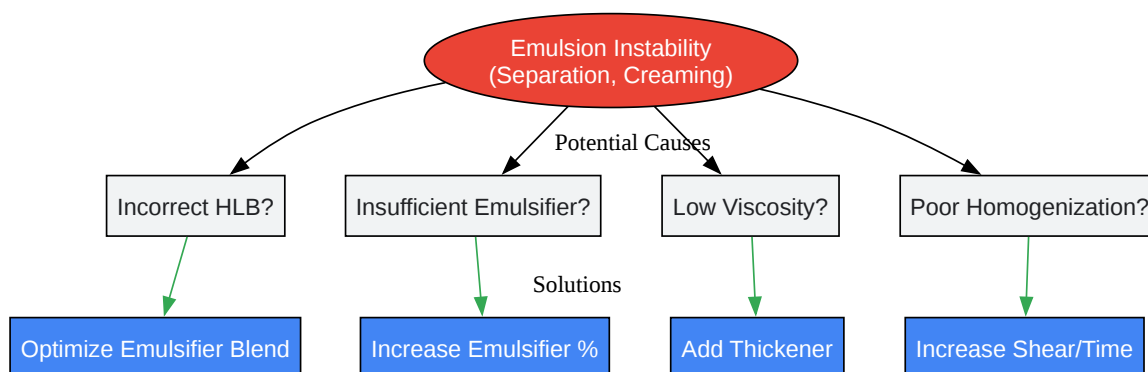 Emulsion Instability
(Separation, Creaming)
Potential Causes
Incorrect HLB?
Insufficient Emulsifier?
Low Viscosity?
Poor Homogenization?
Solutions
Optimize Emulsifier Blend
Increase Emulsifier %
Add Thickener
Increase Shear/Time